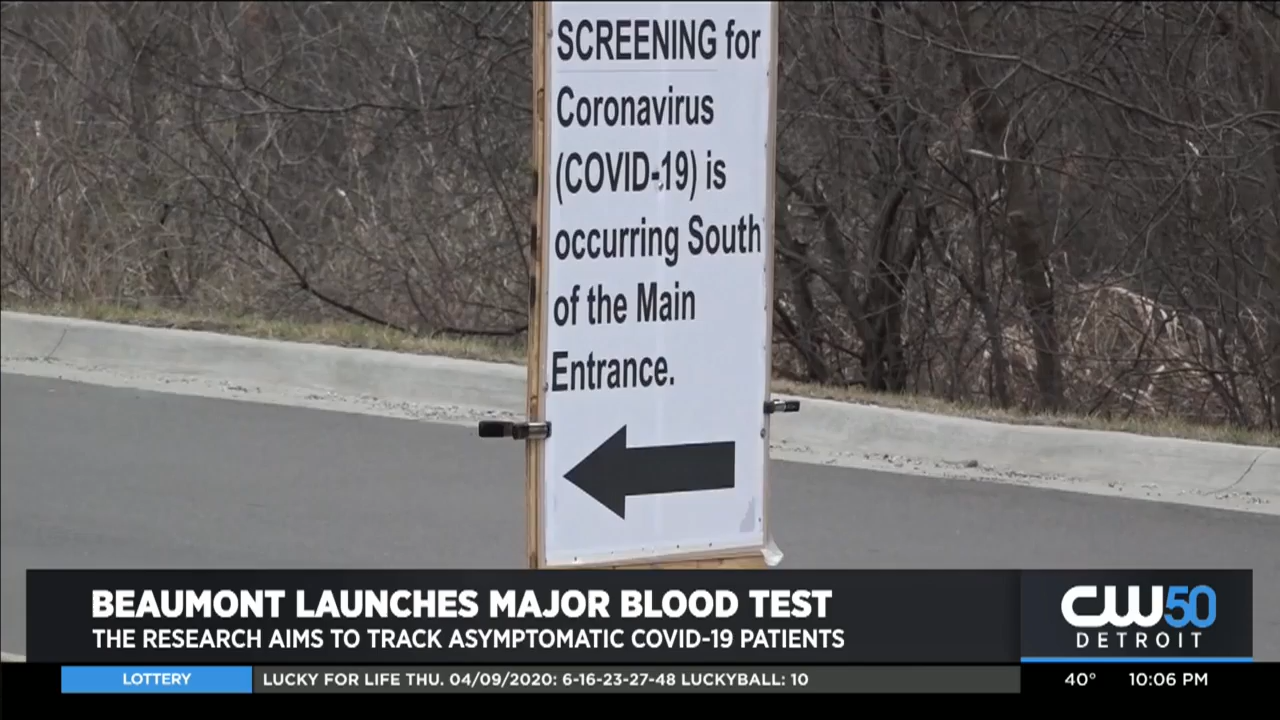 SCREENING for
Coronavirus
(COVID-19) is
occurring South
of the Main
Entrance.
BEAUMONT LAUNCHES MAJOR BLOOD TEST
THE RESEARCH AIMS TO TRACK ASYMPTOMATIC COVID-19 PATIENTS
CW50
DETROIT
LOTTERY
LUCKY FOR LIFE THU. 04/09/2020: 6-16-23-27-48 LUCKYBALL: 10
40° 10:06 PM